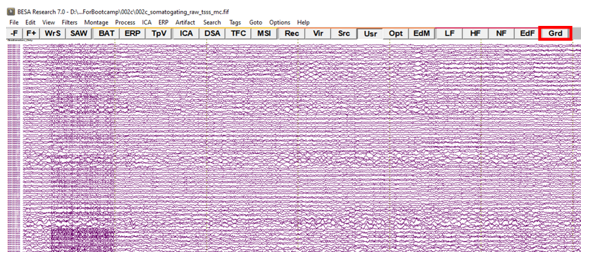 BESA Research 7.0 - D:\...ForBootcamp\002c\002c_somatogating_raw_tsss_mc.fif
File Edit View Filters Montage Process ICA ERP Artifact Search Tags Goto Options Help
-F F+ WrS SAW BAT ERP TpV ICA DSA TFC MSI Rec Vir Src Usr Opt EdM LF HF NF EdF Grd